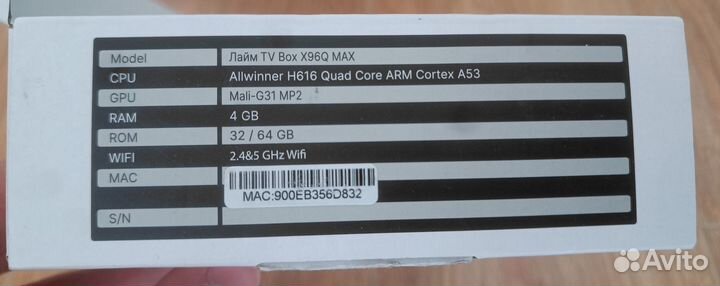 Model Лайм TV Box X96Q MAX
CPU Allwinner H616 Quad Core ARM Cortex A53
GPU Mali-G31 MP2
RAM 4 GB
ROM 32 / 64 GB
WIFI 2.4&5 GHz Wifi
MAC
MAC:900EB356D832
S/N
Avito